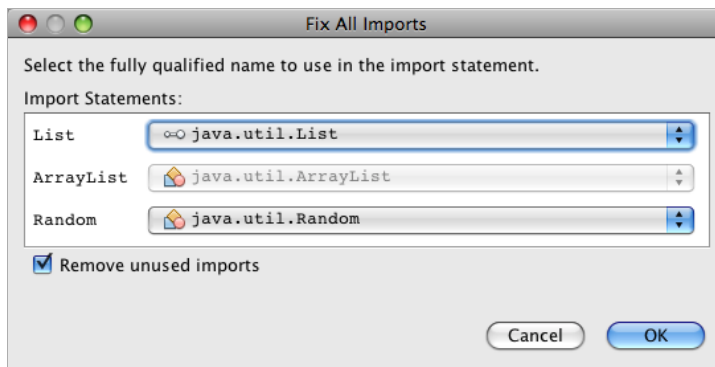 Fix All Imports
Select the fully qualified name to use in the import statement.
Import Statements:
List java.util.List
ArrayList java.util.ArrayList
Random java.util.Random
Remove unused imports
Cancel OK